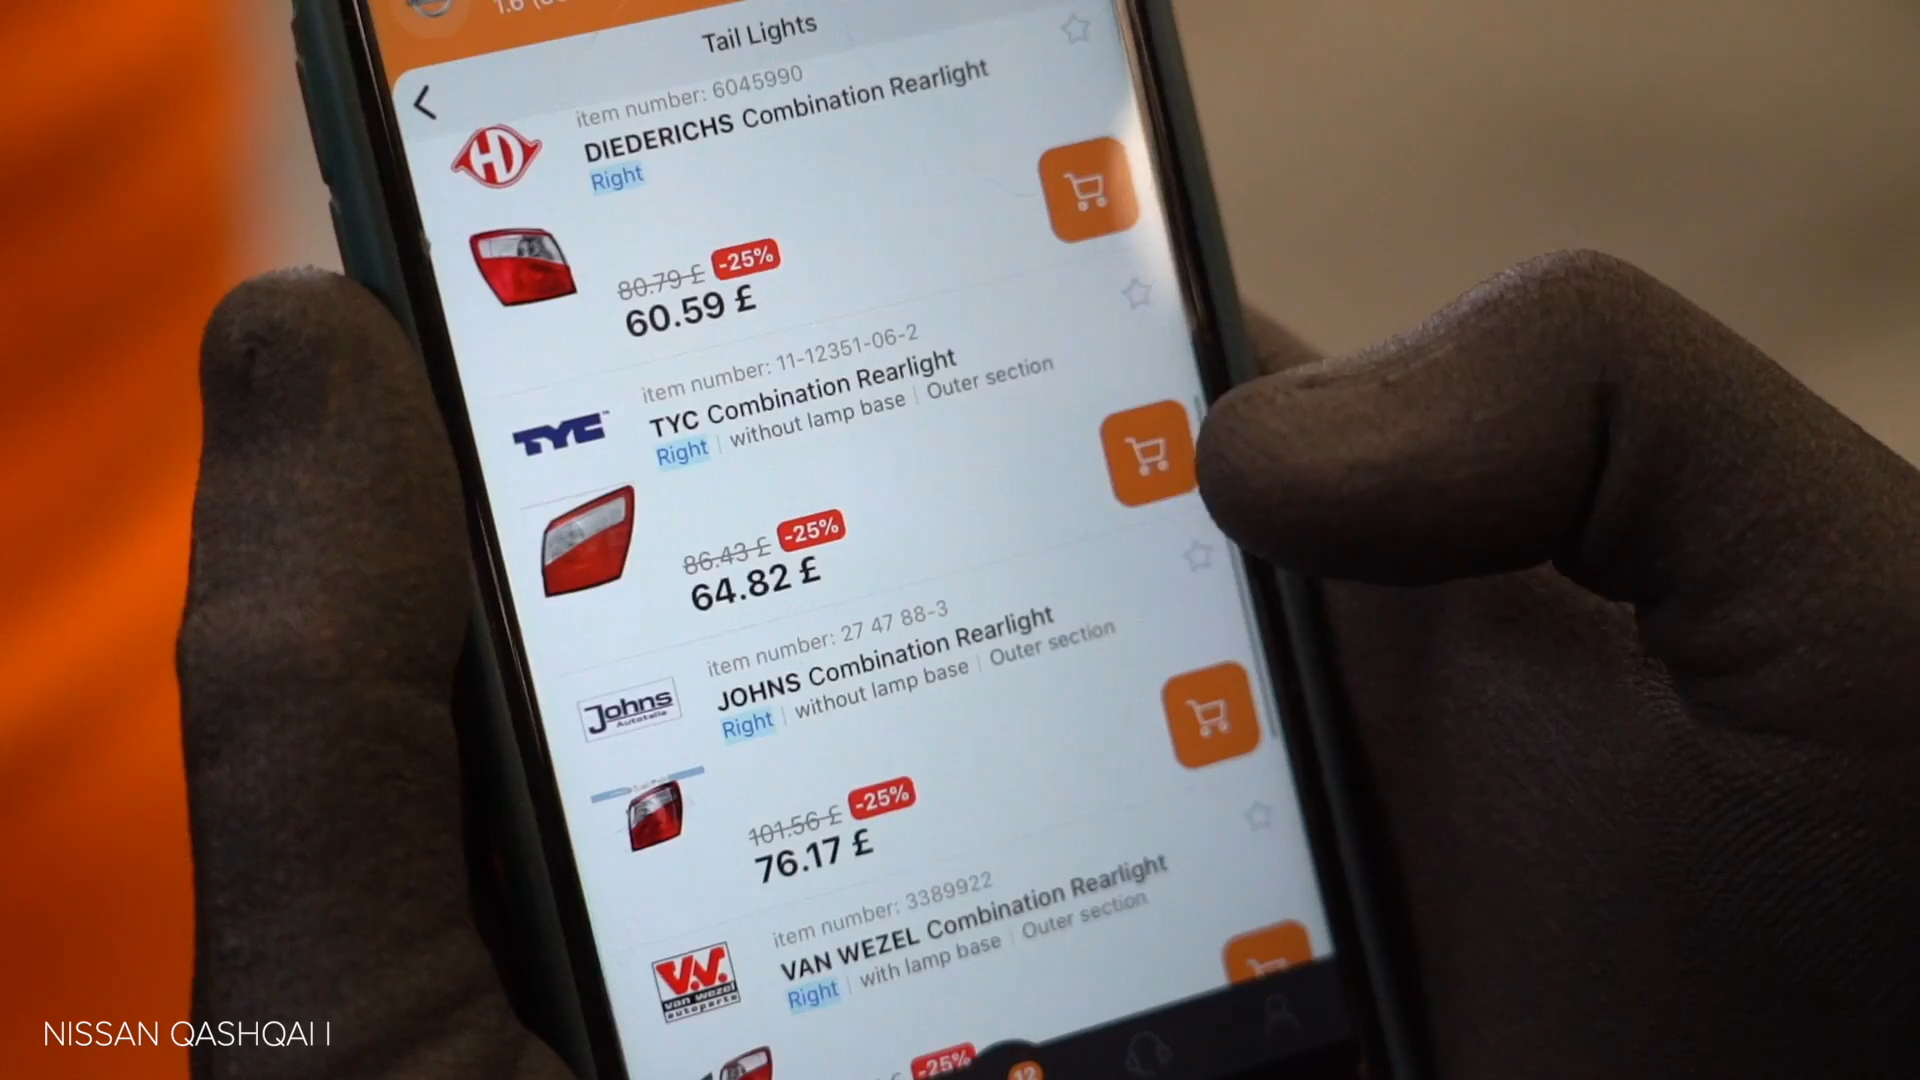 1.6
Tail Lights
item number: 6045990
DIEDERICHS Combination Rearlight
Right
80.79 £ -25%
60.59 £
item number: 11-12351-06-2
TYC Combination Rearlight
TYC
Right | without lamp base | Outer section
86.43 £ -25%
64.82 £
item number: 27 47 88-3
JOHNS Combination Rearlight
Johns
Autoteile
Right | without lamp base | Outer section
101.56 £ -25%
76.17 £
item number: 3389922
VAN WEZEL Combination Rearlight
van wezel
autoparts
Right | with lamp base | Outer section
-25%
12
NISSAN QASHQAI I